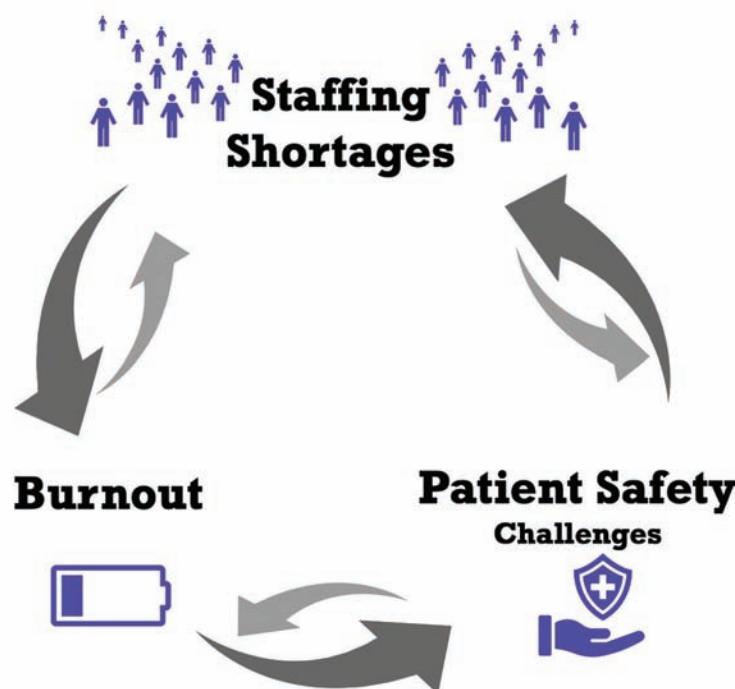 Staffing
Shortages
Burnout
Patient Safety
Challenges